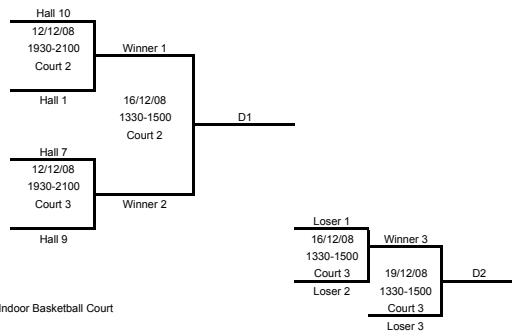 Hall 10
12/12/08
1930-2100
Court 2
Winner 1
Hall 1
16/12/08
1330-1500
Court 2
D1
Hall 7
12/12/08
1930-2100
Court 3
Winner 2
Hall 9
Loser 1
16/12/08
1330-1500
Court 3
Winner 3
Loser 2
19/12/08
1330-1500
Court 3
D2
Loser 3
Indoor Basketball Court